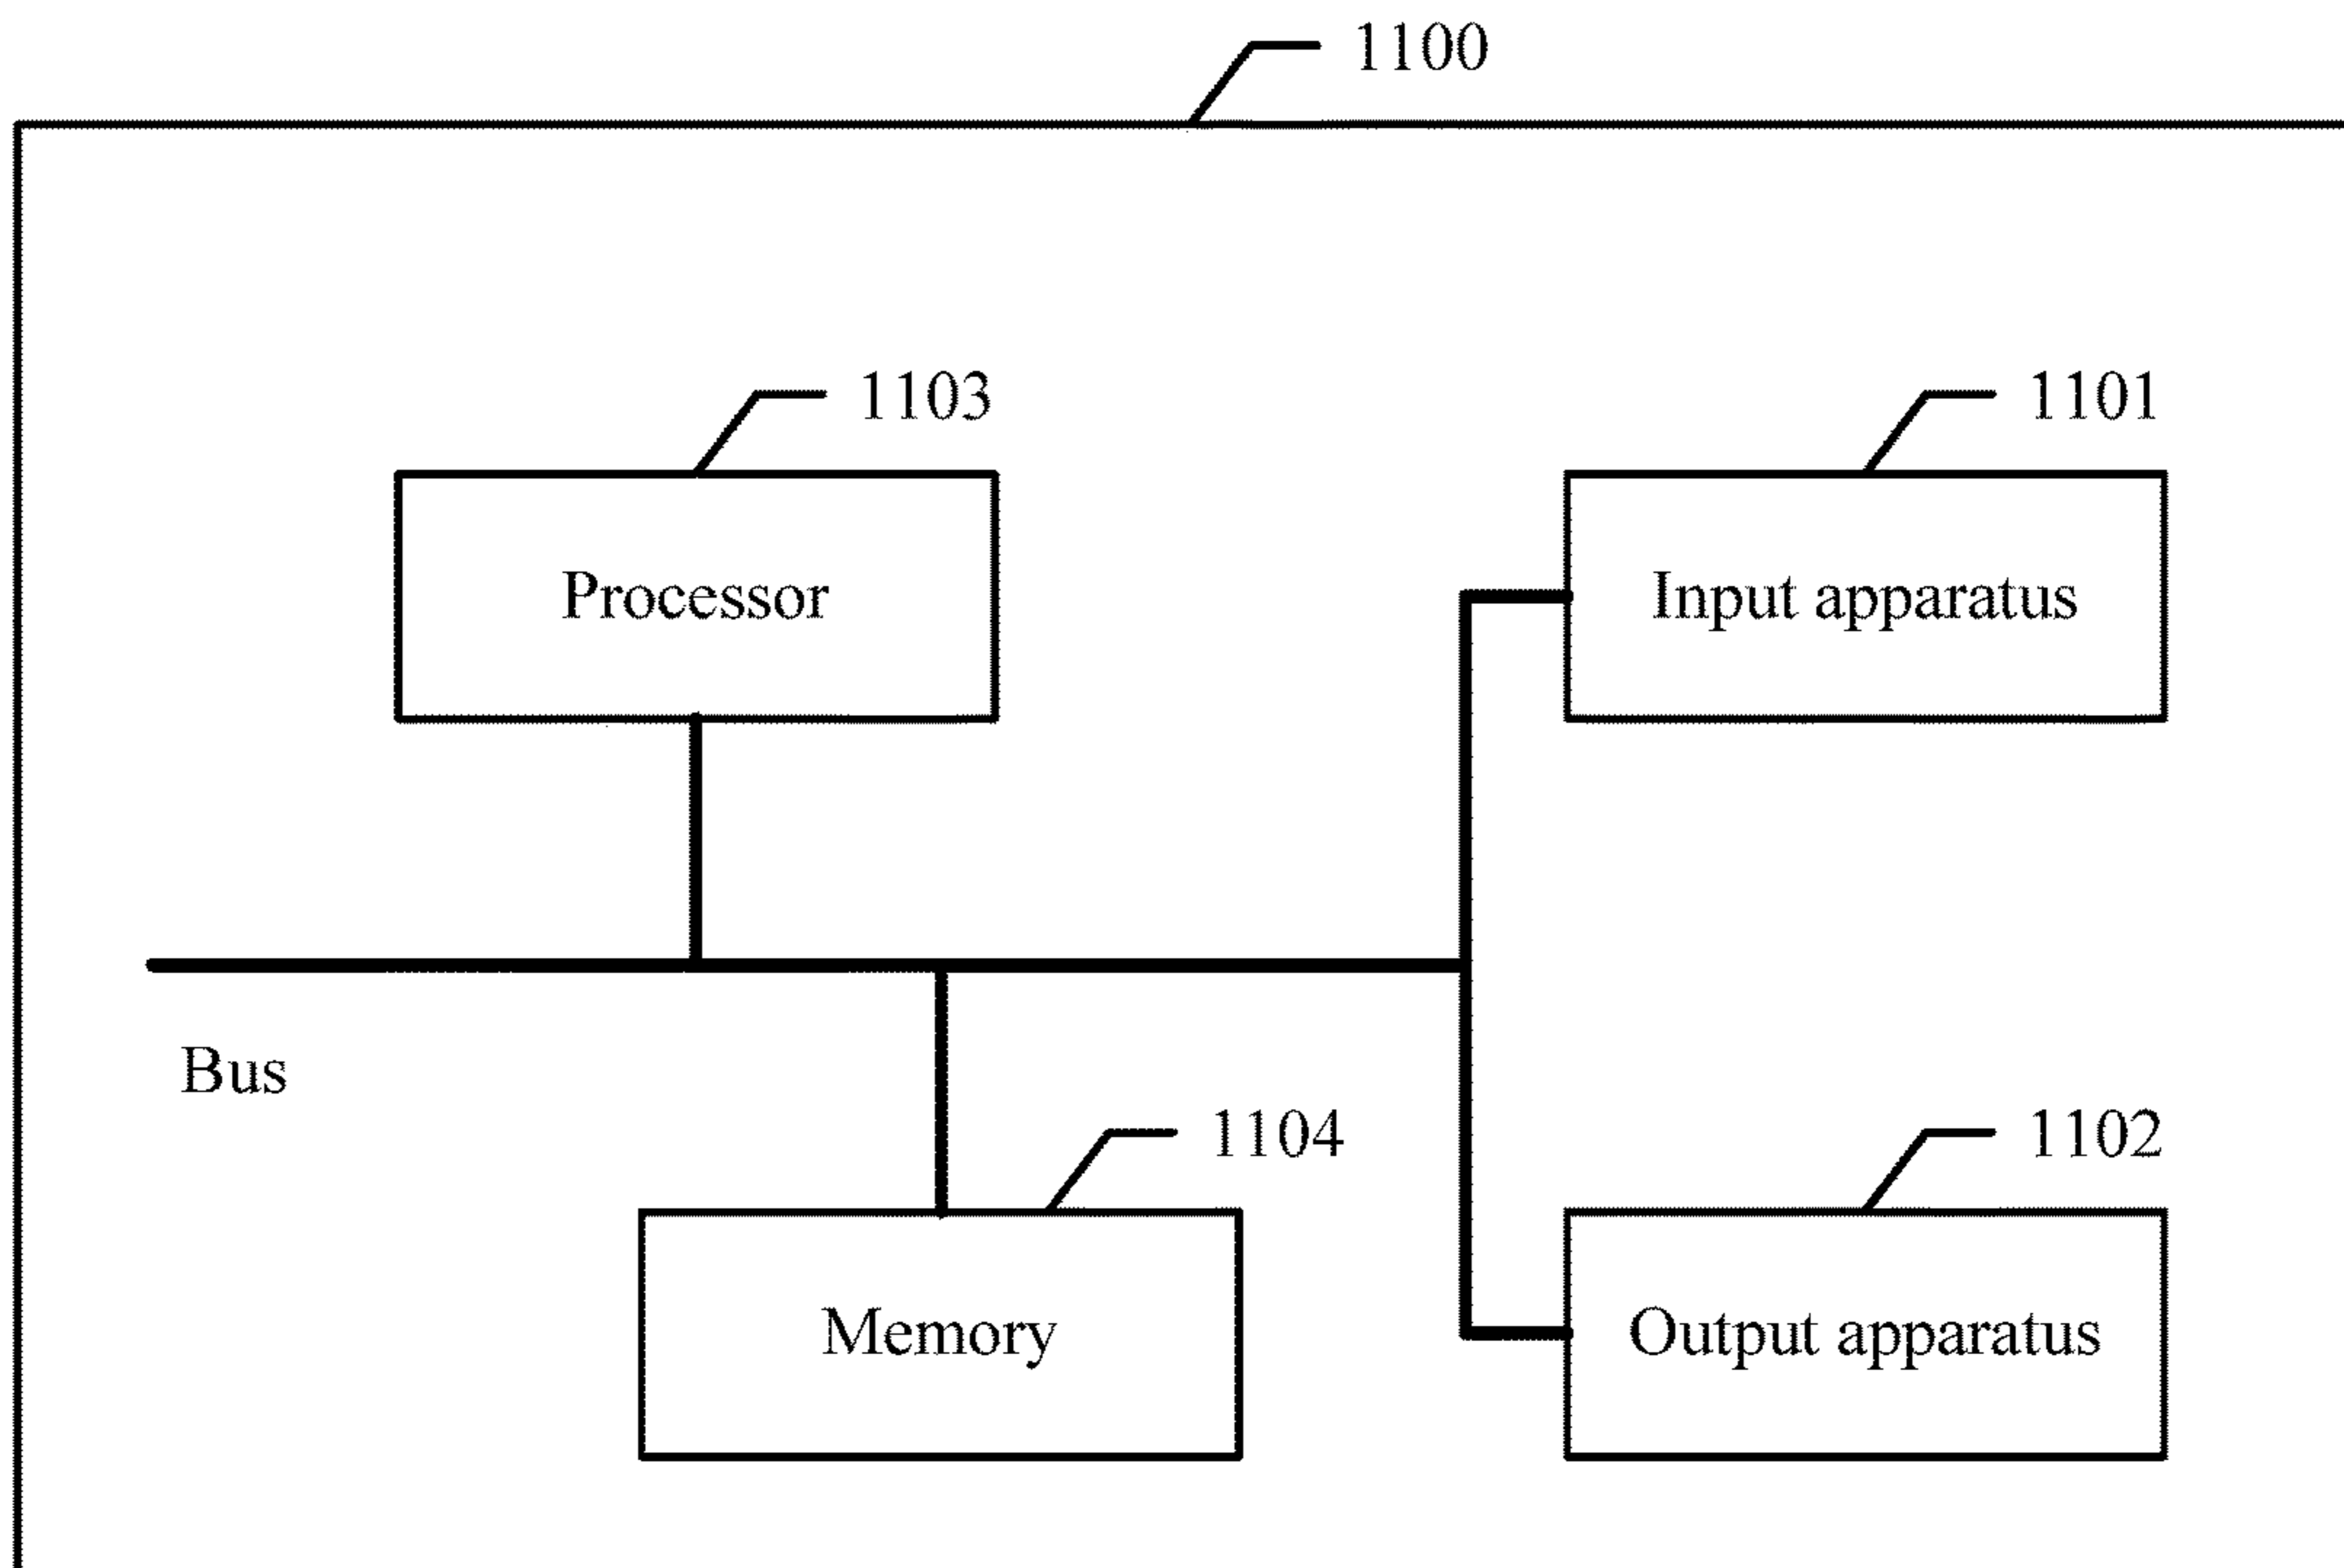 1100
1103
1101
Processor
Input apparatus
Bus
1104
1102
Memory
Output apparatus